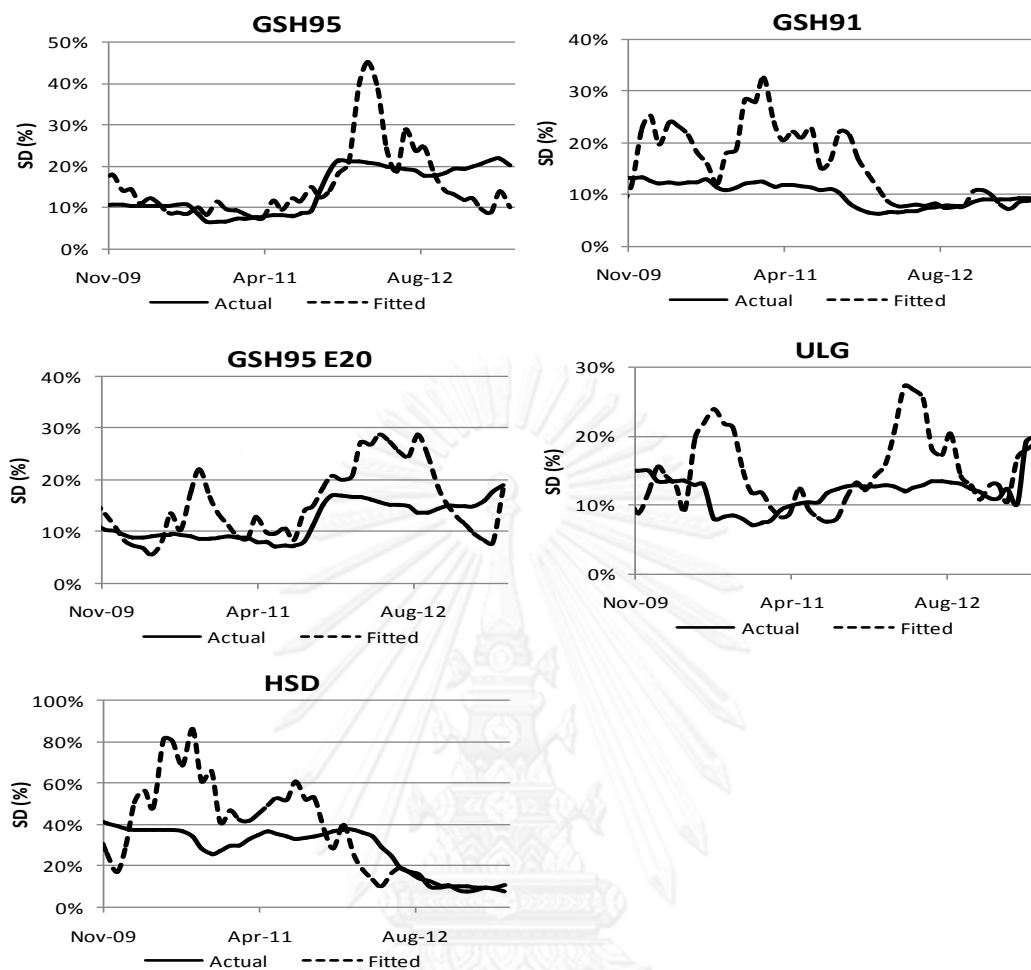 GSH95
50%
40%
30%
20%
10%
0%
SD (%)
Nov-09 Apr-11 Aug-12
Actual Fitted
GSH91
40%
30%
20%
10%
0%
SD (%)
Nov-09 Apr-11 Aug-12
Actual Fitted
GSH95 E20
40%
30%
20%
10%
0%
SD (%)
Nov-09 Apr-11 Aug-12
Actual Fitted
ULG
30%
20%
10%
0%
SD (%)
Nov-09 Apr-11 Aug-12
Actual Fitted
HSD
100%
80%
60%
40%
20%
0%
SD (%)
Nov-09 Apr-11 Aug-12
Actual Fitted